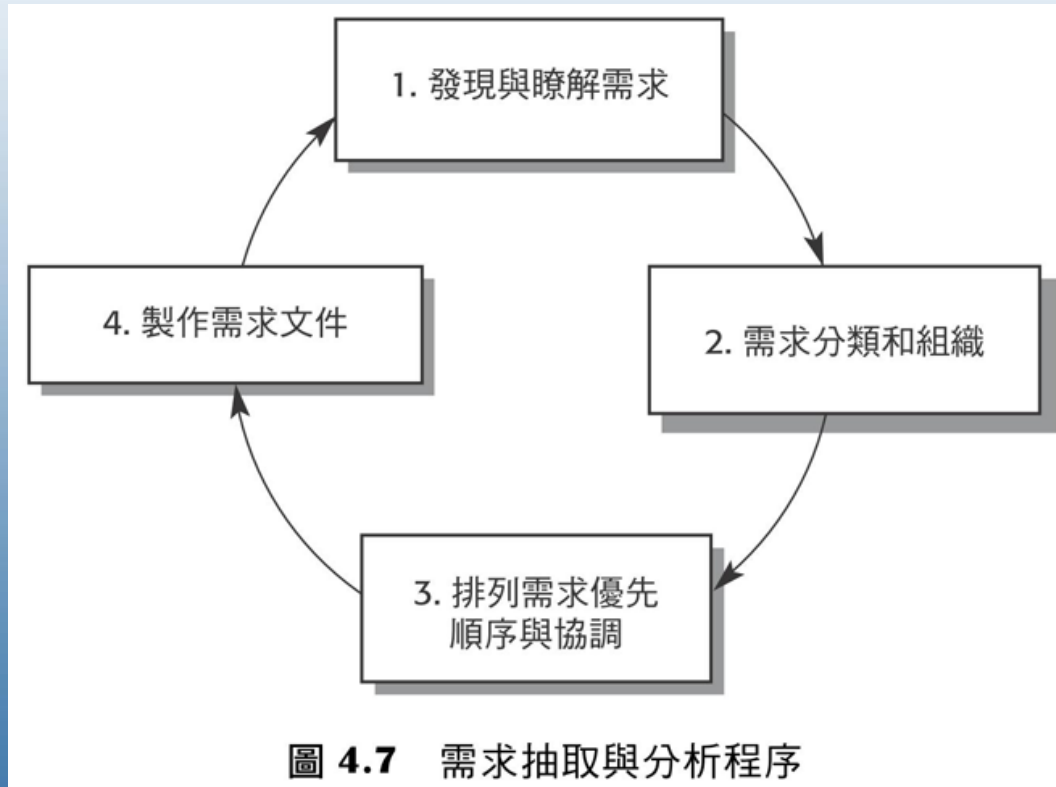 1. 發現與瞭解需求
2. 需求分類和組織
3. 排列需求優先
順序與協調
4. 製作需求文件
圖 4.7 需求抽取與分析程序